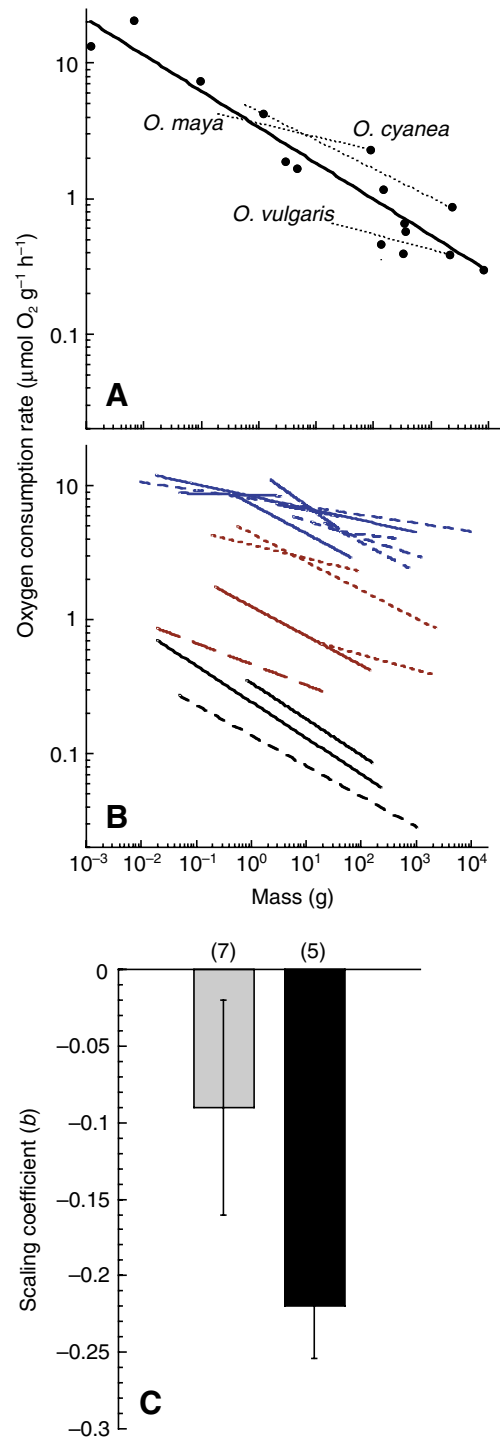 10
1
0.1
O. maya
O. cyanea
O. vulgaris
A
Oxygen consumption rate (μmol O₂ g⁻¹ h⁻¹)
10
1
0.1
B
10⁻³ 10⁻² 10⁻¹ 10⁰ 10¹ 10² 10³ 10⁴
Mass (g)
(7) (5)
0
–0.05
–0.1
–0.15
–0.2
–0.25
–0.3
Scaling coefficient (b)
C